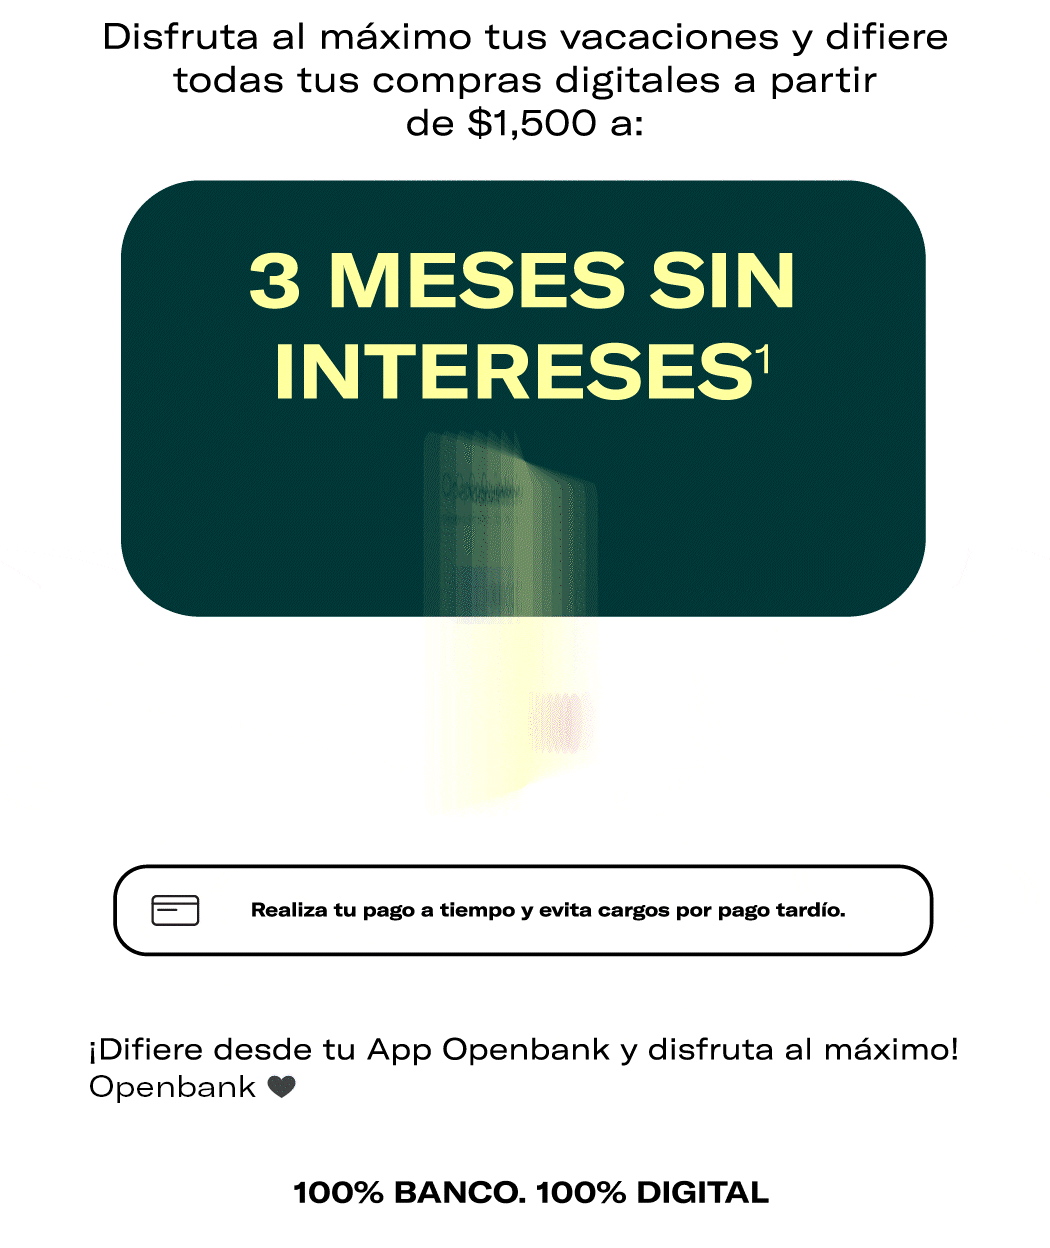 Disfruta al máximo tus vacaciones y difiere
todas tus compras digitales a partir
de $1,500 a:
3 MESES SIN
INTERESES¹
Realiza tu pago a tiempo y evita cargos por pago tardío.
¡Difiere desde tu App Openbank y disfruta al máximo!
Openbank 🖤
100% BANCO. 100% DIGITAL